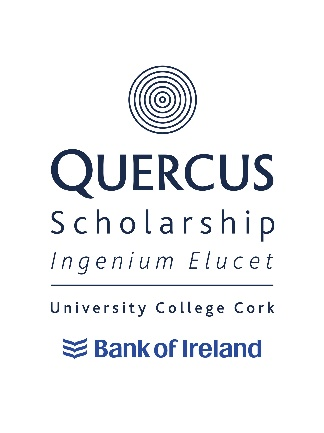 QUERCUS
Scholarship
Ingenium Elucet
University College Cork
Bank of Ireland